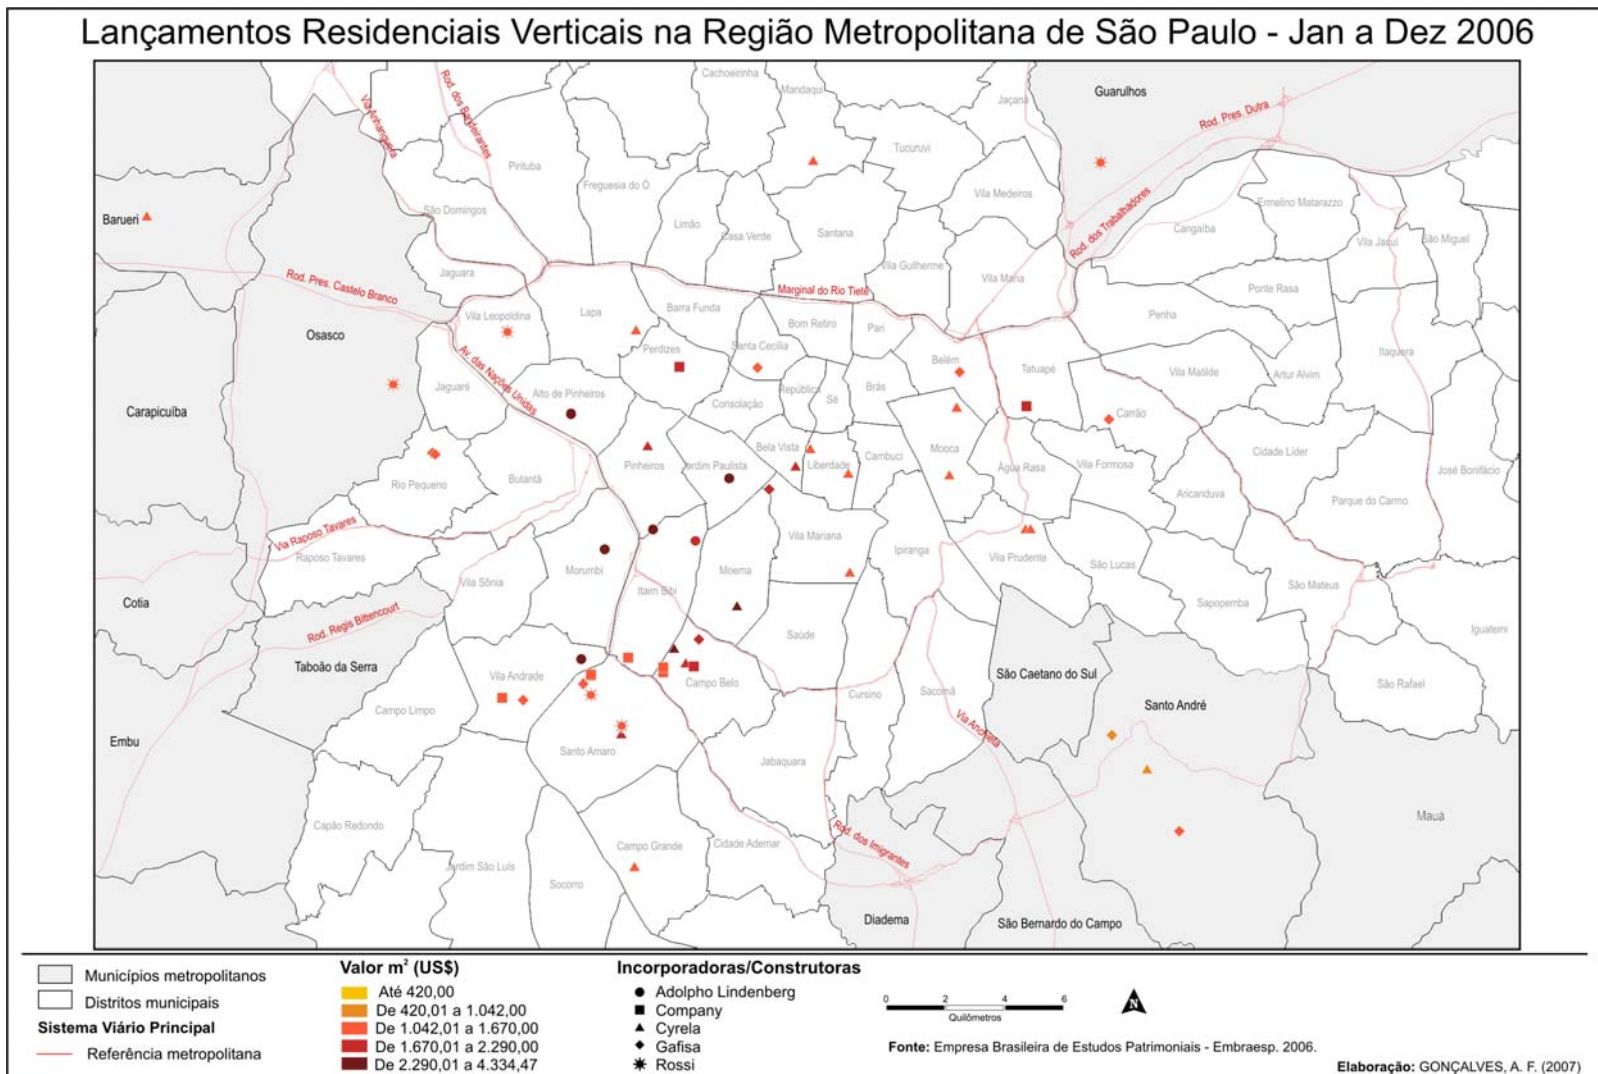 Lançamentos Residenciais Verticais na Região Metropolitana de São Paulo - Jan a Dez 2006
Cachoeirinha
Mandaqui
Jaçanã
Guarulhos
Rod. Pres. Dutra
Via Anhanguera
Rod. dos Bandeirantes
Pirituba
Tucuruvi
Freguesia do Ó
Vila Medeiros
Rod. dos Trabalhadores
Ermelino Matarazzo
Barueri
São Domingos
Limão
Casa Verde
Santana
Cangaíba
Vila Jacuí
São Miguel
Jaguara
Vila Guilherme
Vila Maria
Rod. Pres. Castelo Branco
Marginal do Rio Tietê
Ponte Rasa
Vila Leopoldina
Lapa
Barra Funda
Bom Retiro
Pari
Penha
Osasco
Perdizes
Santa Cecília
Belém
Tatuapé
Itaquera
Av. das Nações Unidas
Jaguaré
Alto de Pinheiros
República
Sé
Brás
Vila Matilde
Artur Alvim
Carapicuíba
Consolação
Carrão
Bela Vista
Liberdade
Cambuci
Mooca
Água Rasa
Vila Formosa
Cidade Líder
José Bonifácio
Rio Pequeno
Butantã
Pinheiros
Jardim Paulista
Aricanduva
Parque do Carmo
Via Raposo Tavares
Raposo Tavares
Vila Mariana
Ipiranga
Vila Prudente
São Lucas
Vila Sônia
Morumbi
Moema
Itaim Bibi
São Mateus
Cotia
Sapopemba
Rod. Regis Bittencourt
Saúde
Iguatemi
Taboão da Serra
Vila Andrade
Campo Belo
São Caetano do Sul
São Rafael
Campo Limpo
Cursino
Sacomã
Santo André
Embu
Santo Amaro
Jabaquara
Via Anchieta
Capão Redondo
Mauá
Rod. dos Imigrantes
Jardim São Luís
Campo Grande
Cidade Ademar
Socorro
Diadema
São Bernardo do Campo
Municípios metropolitanos
Distritos municipais
Sistema Viário Principal
Referência metropolitana
Valor m² (US$)
Até 420,00
De 420,01 a 1.042,00
De 1.042,01 a 1.670,00
De 1.670,01 a 2.290,00
De 2.290,01 a 4.334,47
Incorporadoras/Construtoras
Adolpho Lindenberg
Company
Cyrela
Gafisa
Rossi
0 2 4 6
Quilômetros
N
Fonte: Empresa Brasileira de Estudos Patrimoniais - Embraesp. 2006.
Elaboração: GONÇALVES, A. F. (2007)